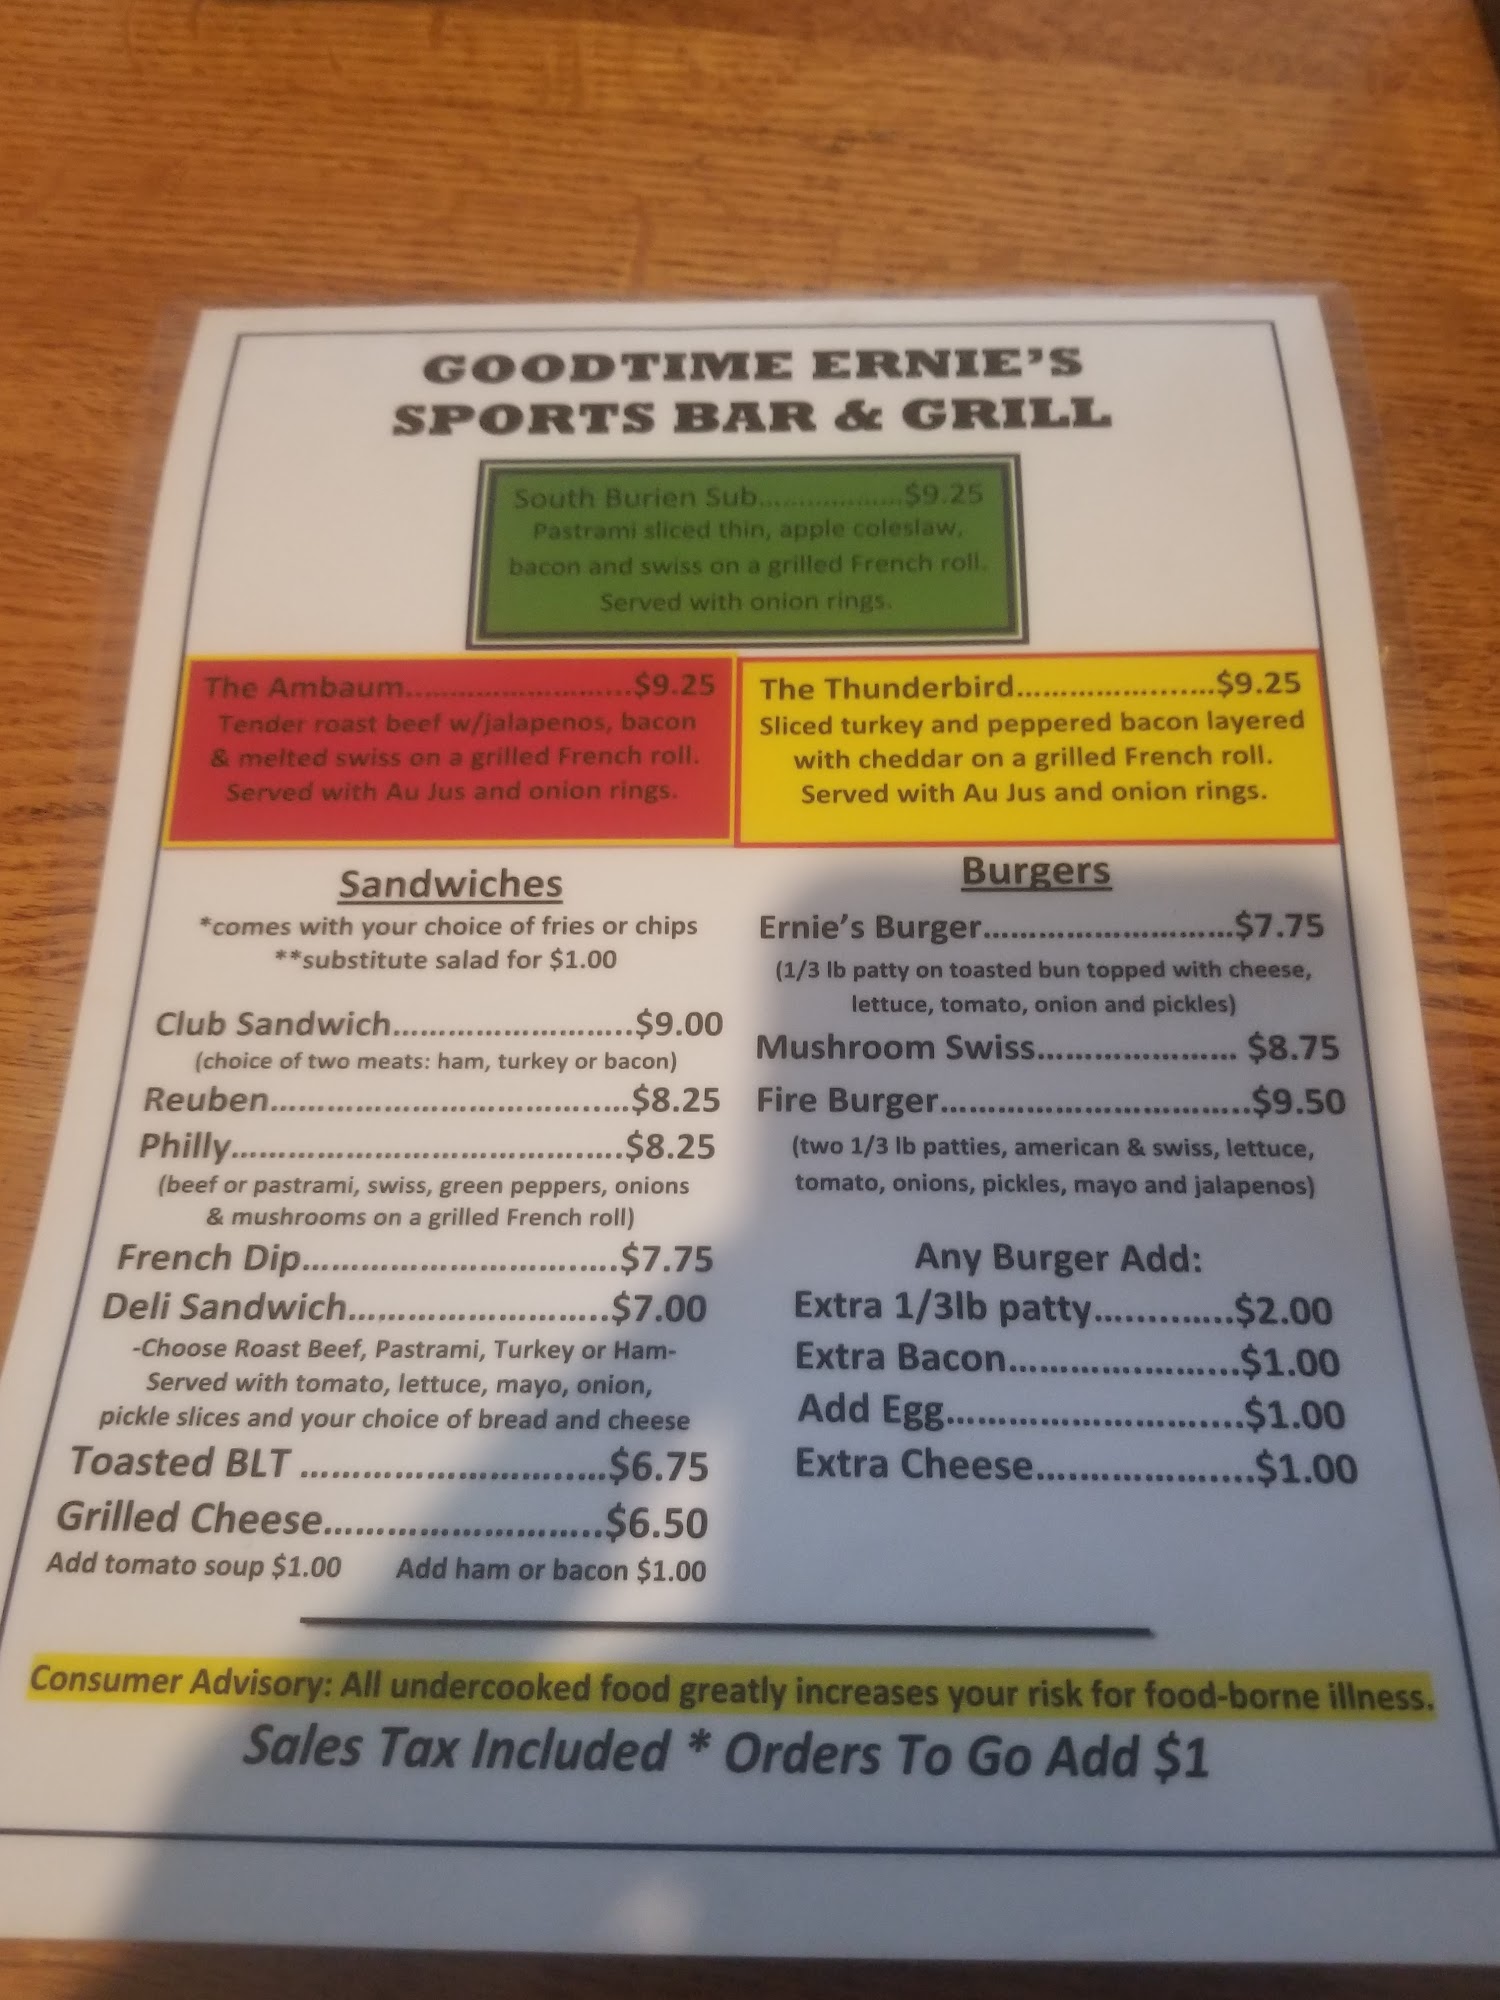 GOODTIME ERNIE'S
SPORTS BAR & GRILL
South Burien Sub..................$9.25
Pastrami sliced thin, apple coleslaw,
bacon and swiss on a grilled French roll.
Served with onion rings.
The Ambaum.........................$9.25
Tender roast beef w/jalapenos, bacon
& melted swiss on a grilled French roll.
Served with Au Jus and onion rings.
The Thunderbird......................$9.25
Sliced turkey and peppered bacon layered
with cheddar on a grilled French roll.
Served with Au Jus and onion rings.
Sandwiches
*comes with your choice of fries or chips
**substitute salad for $1.00
Club Sandwich..........................$9.00
(choice of two meats: ham, turkey or bacon)
Reuben.......................................$8.25
Philly..........................................$8.25
(beef or pastrami, swiss, green peppers, onions
& mushrooms on a grilled French roll)
French Dip..................................$7.75
Deli Sandwich............................$7.00
-Choose Roast Beef, Pastrami, Turkey or Ham-
Served with tomato, lettuce, mayo, onion,
pickle slices and your choice of bread and cheese
Toasted BLT .................................$6.75
Grilled Cheese..............................$6.50
Add tomato soup $1.00 Add ham or bacon $1.00
Burgers
Ernie's Burger...........................$7.75
(1/3 lb patty on toasted bun topped with cheese,
lettuce, tomato, onion and pickles)
Mushroom Swiss...................... $8.75
Fire Burger.................................$9.50
(two 1/3 lb patties, american & swiss, lettuce,
tomato, onions, pickles, mayo and jalapenos)
Any Burger Add:
Extra 1/3lb patty..............$2.00
Extra Bacon........................$1.00
Add Egg...............................$1.00
Extra Cheese.......................$1.00
Consumer Advisory: All undercooked food greatly increases your risk for food-borne illness.
Sales Tax Included * Orders To Go Add $1